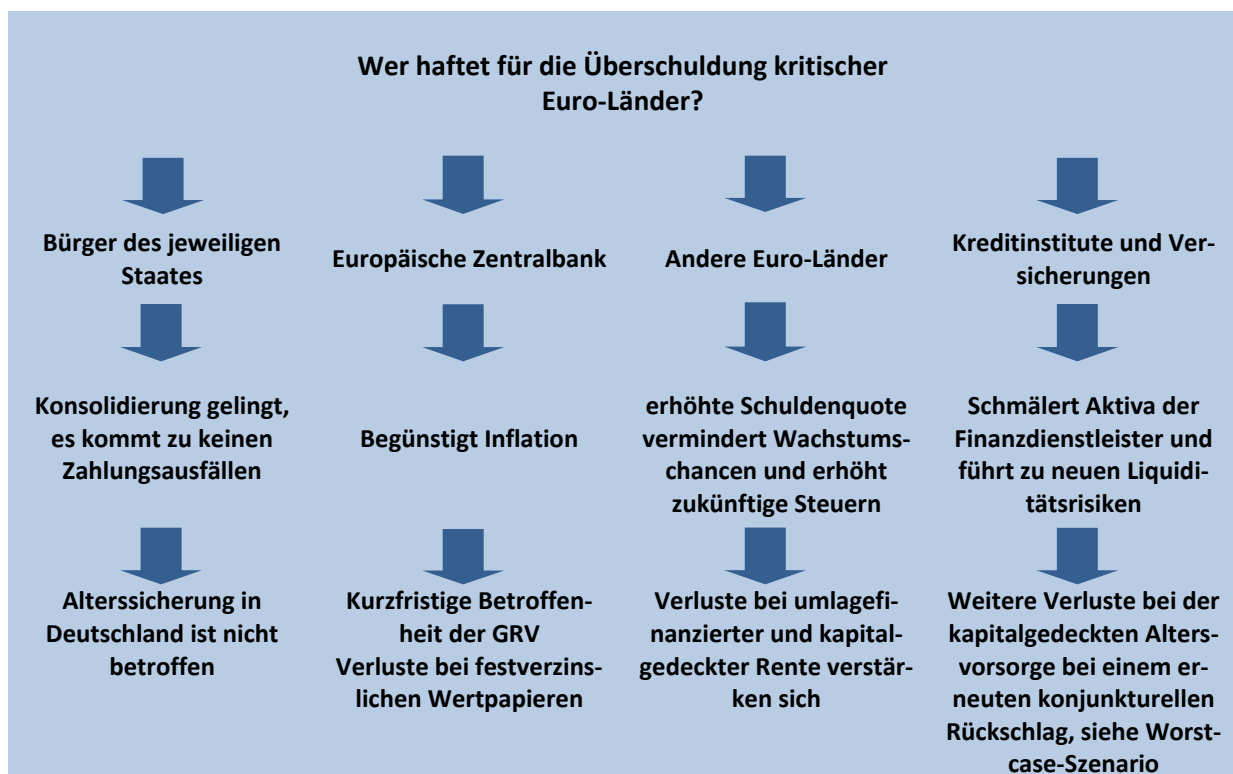 Wer haftet für die Überschuldung kritischer
Euro-Länder?
Bürger des jeweiligen
Staates
Europäische Zentralbank
Andere Euro-Länder
Kreditinstitute und Ver-
sicherungen
Konsolidierung gelingt,
es kommt zu keinen
Zahlungsausfällen
Begünstigt Inflation
erhöhte Schuldenquote
vermindert Wachstums-
chancen und erhöht
zukünftige Steuern
Schmälert Aktiva der
Finanzdienstleister und
führt zu neuen Liquidi-
tätsrisiken
Alterssicherung in
Deutschland ist nicht
betroffen
Kurzfristige Betroffen-
heit der GRV
Verluste bei festverzins-
lichen Wertpapieren
Verluste bei umlagefi-
nanzierter und kapital-
gedeckter Rente verstär-
ken sich
Weitere Verluste bei der
kapitalgedeckten Alters-
vorsorge bei einem er-
neuten konjunkturellen
Rückschlag, siehe Worst-
case-Szenario